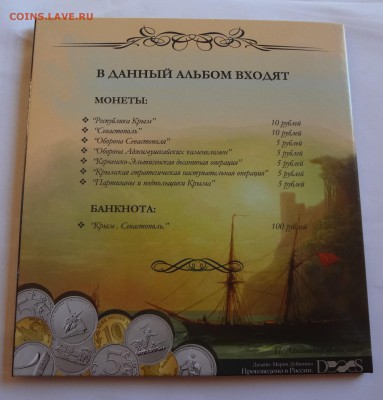 COINS.LAVE.RU
В ДАННЫЙ АЛЬБОМ ВХОДЯТ
МОНЕТЫ:
❖ "Республика Крым" 10 рублей
❖ "Севастополь" 10 рублей
❖ "Оборона Севастополя" 5 рублей
❖ "Оборона Аджимушкайских каменоломен" 5 рублей
❖ "Керченско-Эльтигенская десантная операция" 5 рублей
❖ "Крымская стратегическая наступательная операция" 5 рублей
❖ "Партизаны и подпольщики Крыма" 5 рублей
БАНКНОТА:
❖ "Крым. Севастополь." 100 рублей
Дизайн: Мария
Произведено в России.